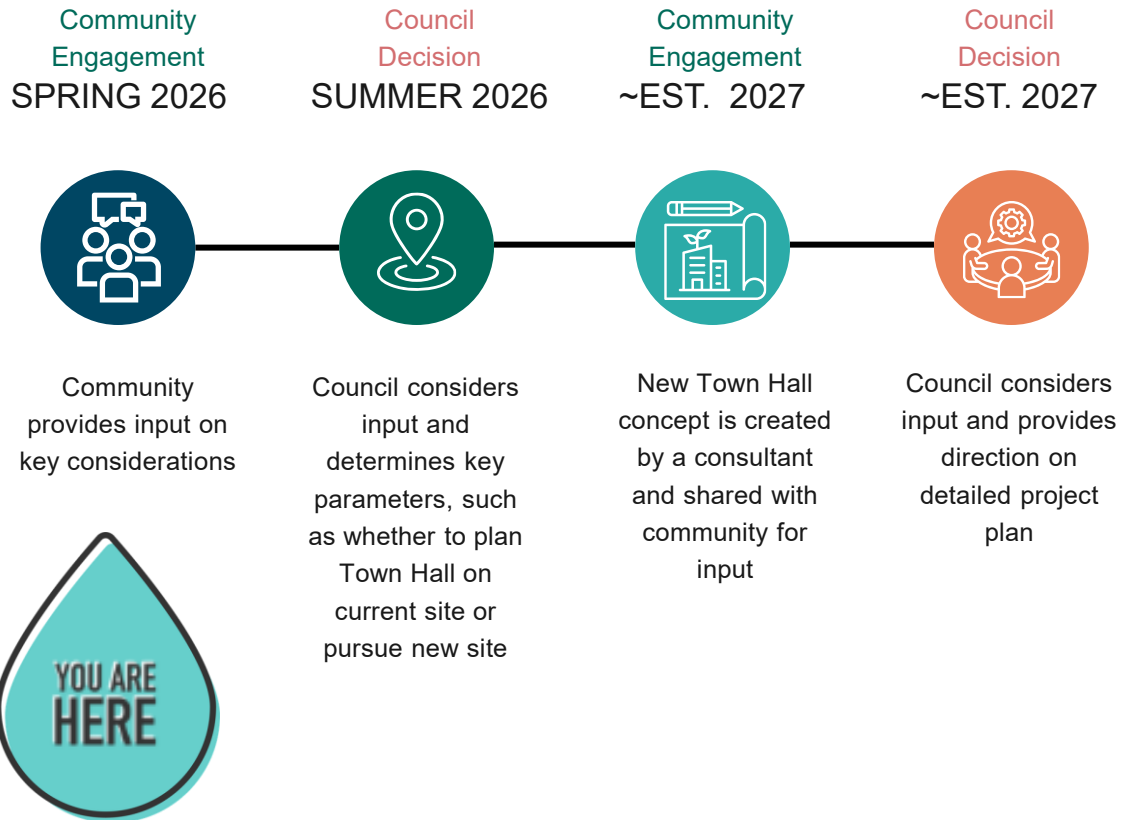 Community
Engagement
SPRING 2026
Council
Decision
SUMMER 2026
Community
Engagement
~EST. 2027
Council
Decision
~EST. 2027
Community
provides input on
key considerations
Council considers
input and
determines key
parameters, such
as whether to plan
Town Hall on
current site or
pursue new site
New Town Hall
concept is created
by a consultant
and shared with
community for
input
Council considers
input and provides
direction on
detailed project
plan
YOU ARE
HERE